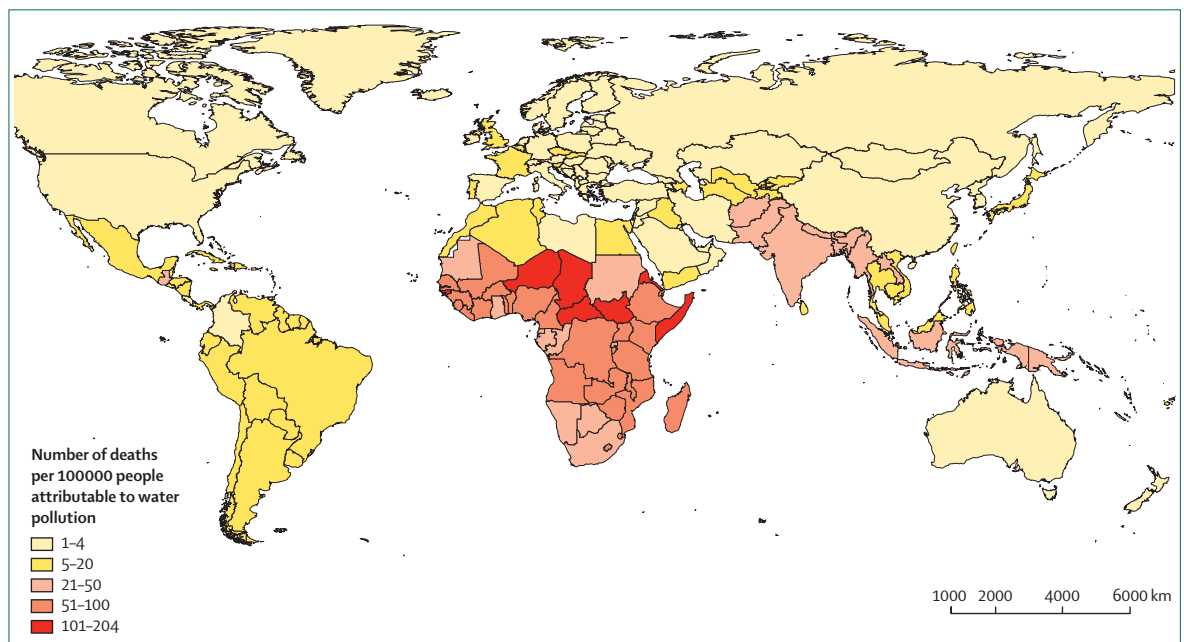 Number of deaths
per 100000 people
attributable to water
pollution
1–4
5–20
21–50
51–100
101–204
1000 2000 4000 6000 km